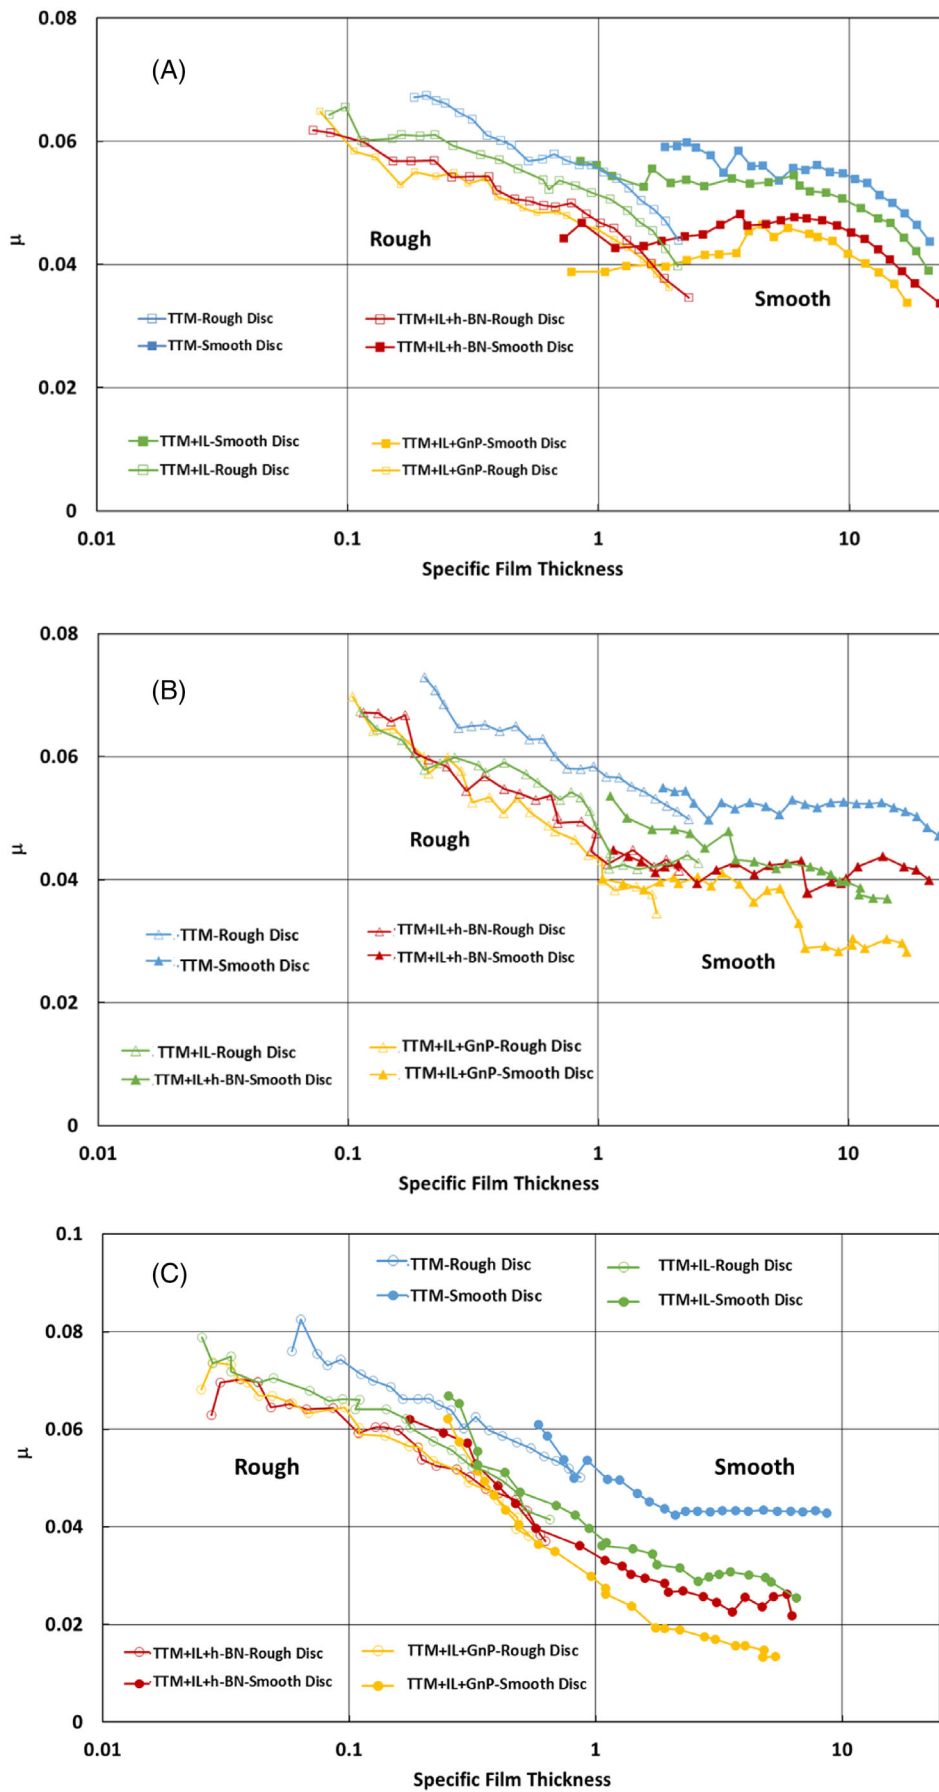 (A)
0.08
0.06
0.04
0.02
0
μ
Rough
Smooth
TTM-Rough Disc
TTM-Smooth Disc
TTM+IL+h-BN-Rough Disc
TTM+IL+h-BN-Smooth Disc
TTM+IL-Smooth Disc
TTM+IL-Rough Disc
TTM+IL+GnP-Smooth Disc
TTM+IL+GnP-Rough Disc
0.01 0.1 1 10
Specific Film Thickness
(B)
0.08
0.06
0.04
0.02
0
μ
Rough
Smooth
TTM-Rough Disc
TTM-Smooth Disc
TTM+IL+h-BN-Rough Disc
TTM+IL+h-BN-Smooth Disc
TTM+IL-Rough Disc
TTM+IL+h-BN-Smooth Disc
TTM+IL+GnP-Rough Disc
TTM+IL+GnP-Smooth Disc
0.01 0.1 1 10
Specific Film Thickness
(C)
0.1
0.08
0.06
0.04
0.02
0
μ
TTM-Rough Disc
TTM-Smooth Disc
TTM+IL-Rough Disc
TTM+IL-Smooth Disc
Rough
Smooth
TTM+IL+h-BN-Rough Disc
TTM+IL+h-BN-Smooth Disc
TTM+IL+GnP-Rough Disc
TTM+IL+GnP-Smooth Disc
0.01 0.1 1 10
Specific Film Thickness